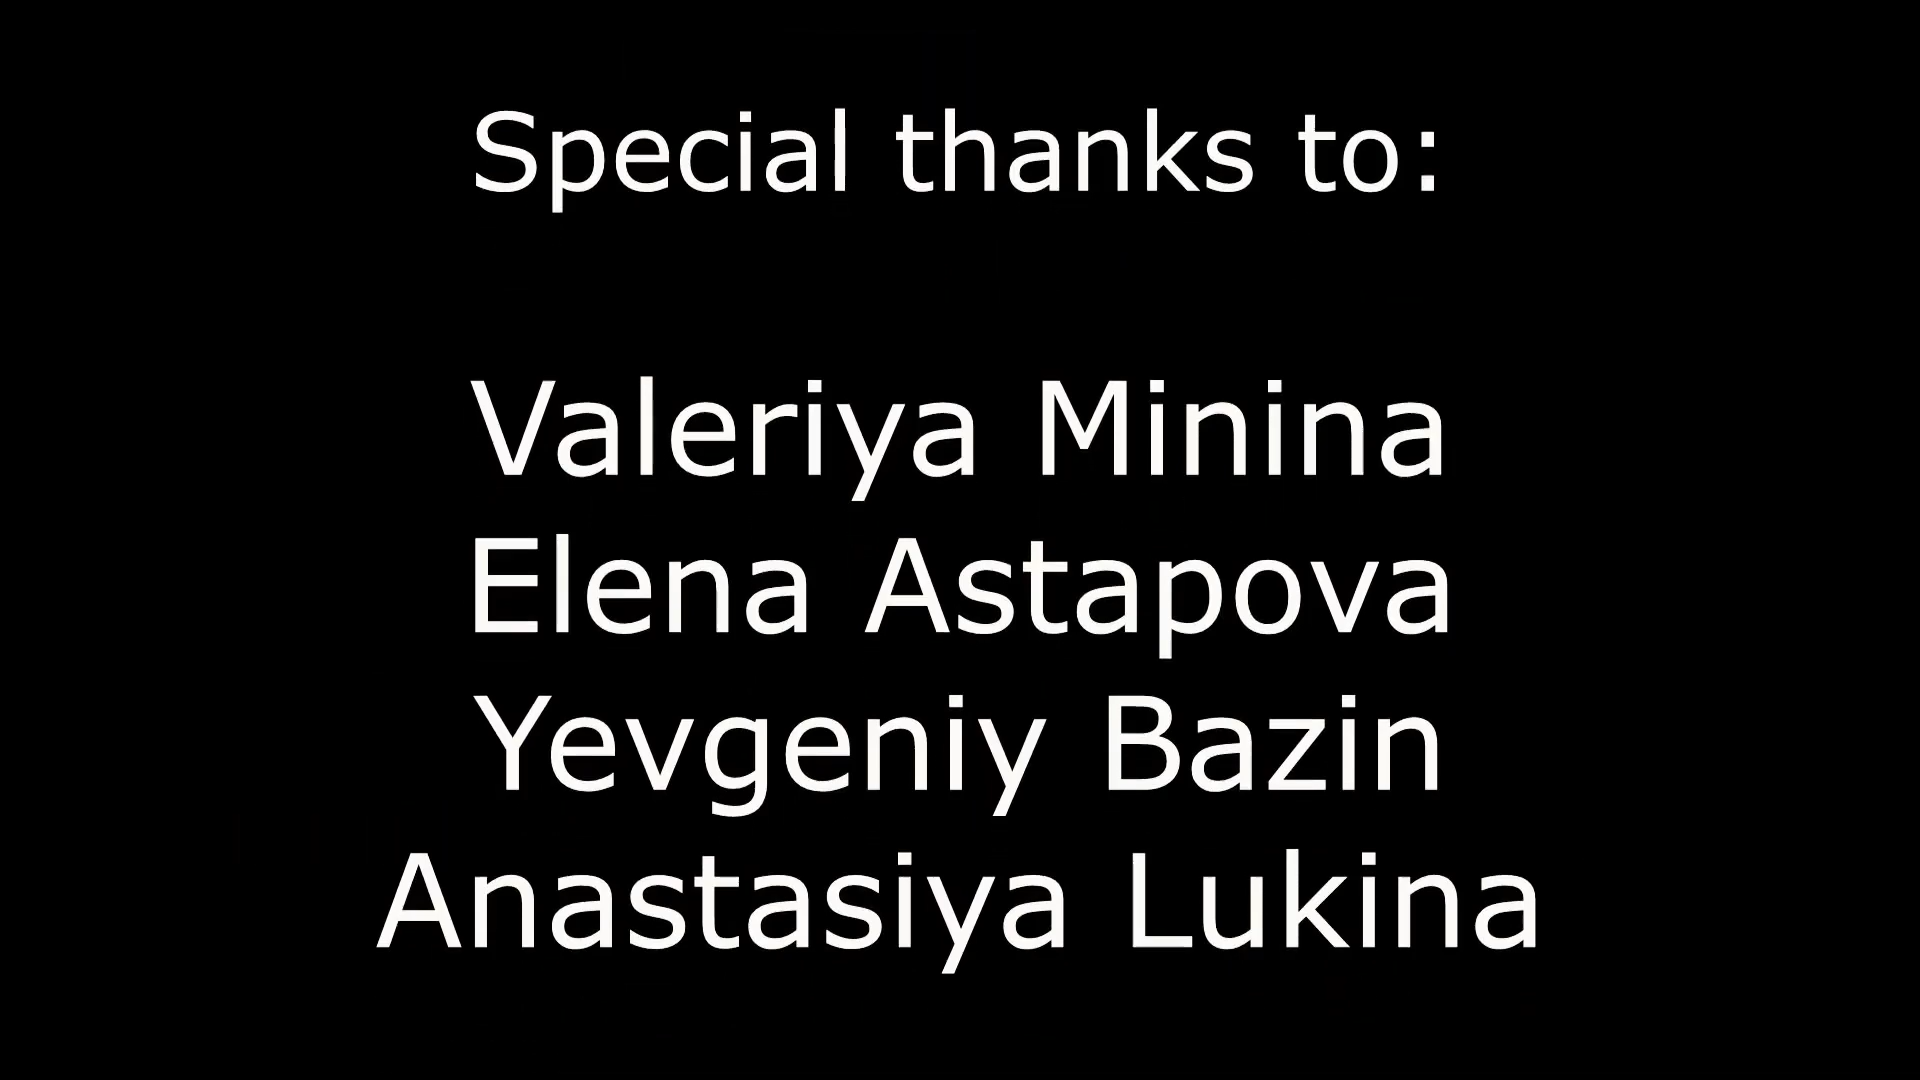 Special thanks to:
Valeriya Minina
Elena Astapova
Yevgeniy Bazin
Anastasiya Lukina